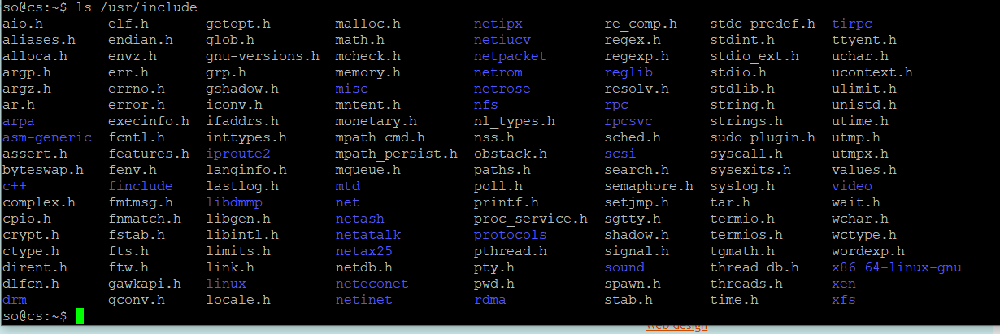 so@cs:~$ ls /usr/include
aio.h elf.h getopt.h malloc.h netipx re_comp.h stdc-predef.h tirpc
aliases.h endian.h glob.h math.h netiucv regex.h stdint.h ttyent.h
alloca.h envz.h gnu-versions.h mcheck.h netpacket regexp.h stdio_ext.h uchar.h
argp.h err.h grp.h memory.h netrom reglib stdio.h ucontext.h
argz.h errno.h gshadow.h misc netrose resolv.h stdlib.h ulimit.h
ar.h error.h iconv.h mntent.h nfs rpc string.h unistd.h
arpa execinfo.h ifaddrs.h monetary.h nl_types.h rpcsvc strings.h utime.h
asm-generic fcntl.h inttypes.h mpath_cmd.h nss.h sched.h sudo_plugin.h utmp.h
assert.h features.h iproute2 mpath_persist.h obstack.h scsi syscall.h utmpx.h
byteswap.h fenv.h langinfo.h mqueue.h paths.h search.h sysexits.h values.h
c++ finclude lastlog.h mtd poll.h semaphore.h syslog.h video
complex.h fmtmsg.h libdmmp net printf.h setjmp.h tar.h wait.h
cpio.h fnmatch.h libgen.h netash proc_service.h sgtty.h termio.h wchar.h
crypt.h fstab.h libintl.h netatalk protocols shadow.h termios.h wctype.h
ctype.h fts.h limits.h netax25 pthread.h signal.h tgmath.h wordexp.h
dirent.h ftw.h link.h netdb.h pty.h sound thread_db.h x86_64-linux-gnu
dlfcn.h gawkapi.h linux neteconet pwd.h spawn.h threads.h xen
drm gconv.h locale.h netinet rdma stab.h time.h xfs
so@cs:~$
Web design